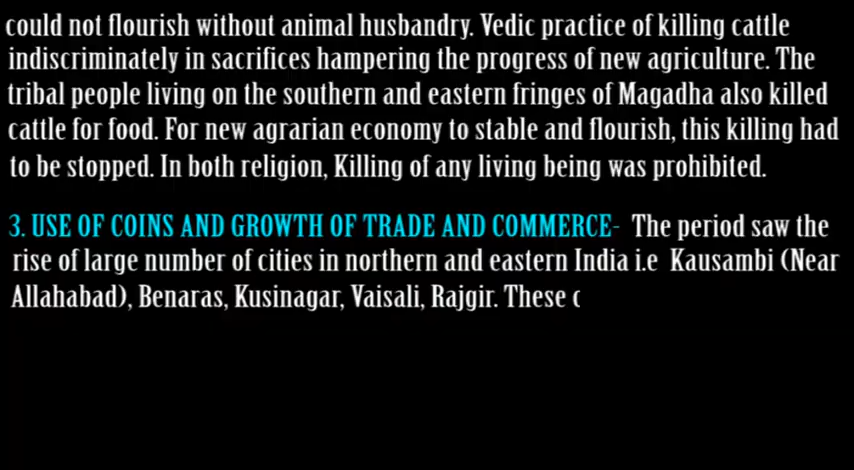 could not flourish without animal husbandry. Vedic practice of killing cattle
indiscriminately in sacrifices hampering the progress of new agriculture. The
tribal people living on the southern and eastern fringes of Magadha also killed
cattle for food. For new agrarian economy to stable and flourish, this killing had
to be stopped. In both religion, Killing of any living being was prohibited.
3. USE OF COINS AND GROWTH OF TRADE AND COMMERCE- The period saw the
rise of large number of cities in northern and eastern India i.e Kausambi (Near
Allahabad), Benaras, Kusinagar, Vaisali, Rajgir. These